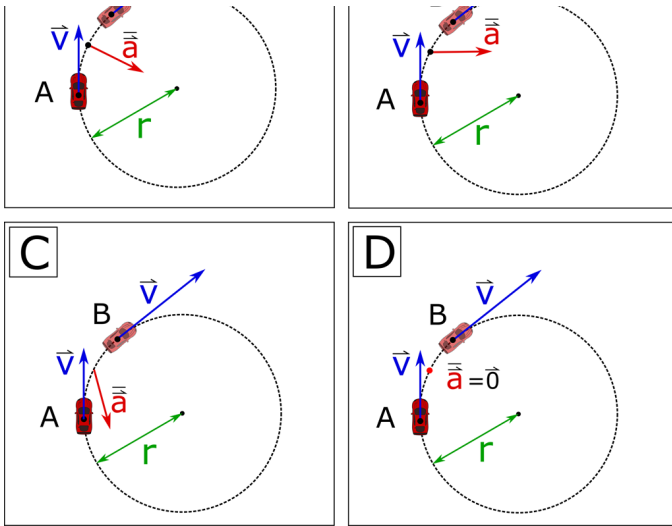 v⃗ a⃗ A r
v⃗ a⃗ A r
C
B v⃗
v⃗ a⃗
A r
D
B v⃗
v⃗ a⃗ = 0⃗
A r